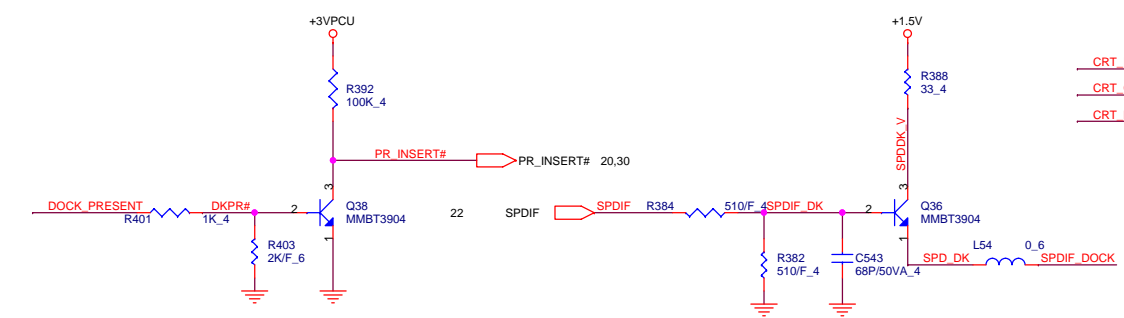 +3VPCU
R392
100K_4
PR_INSERT#
PR_INSERT# 20,30
3
DOCK_PRESENT
R401
DKPR#
1K_4
2
Q38
MMBT3904
1
R403
2K/F_6
+1.5V
R388
33_4
SPDDK_V
3
22
SPDIF
SPDIF
R384
510/F_4
SPDIF_DK
2
Q36
MMBT3904
1
R382
510/F_4
C543
68P/50VA_4
SPD_DK
L54
0_6
SPDIF_DOCK
CRT_
CRT_
CRT_